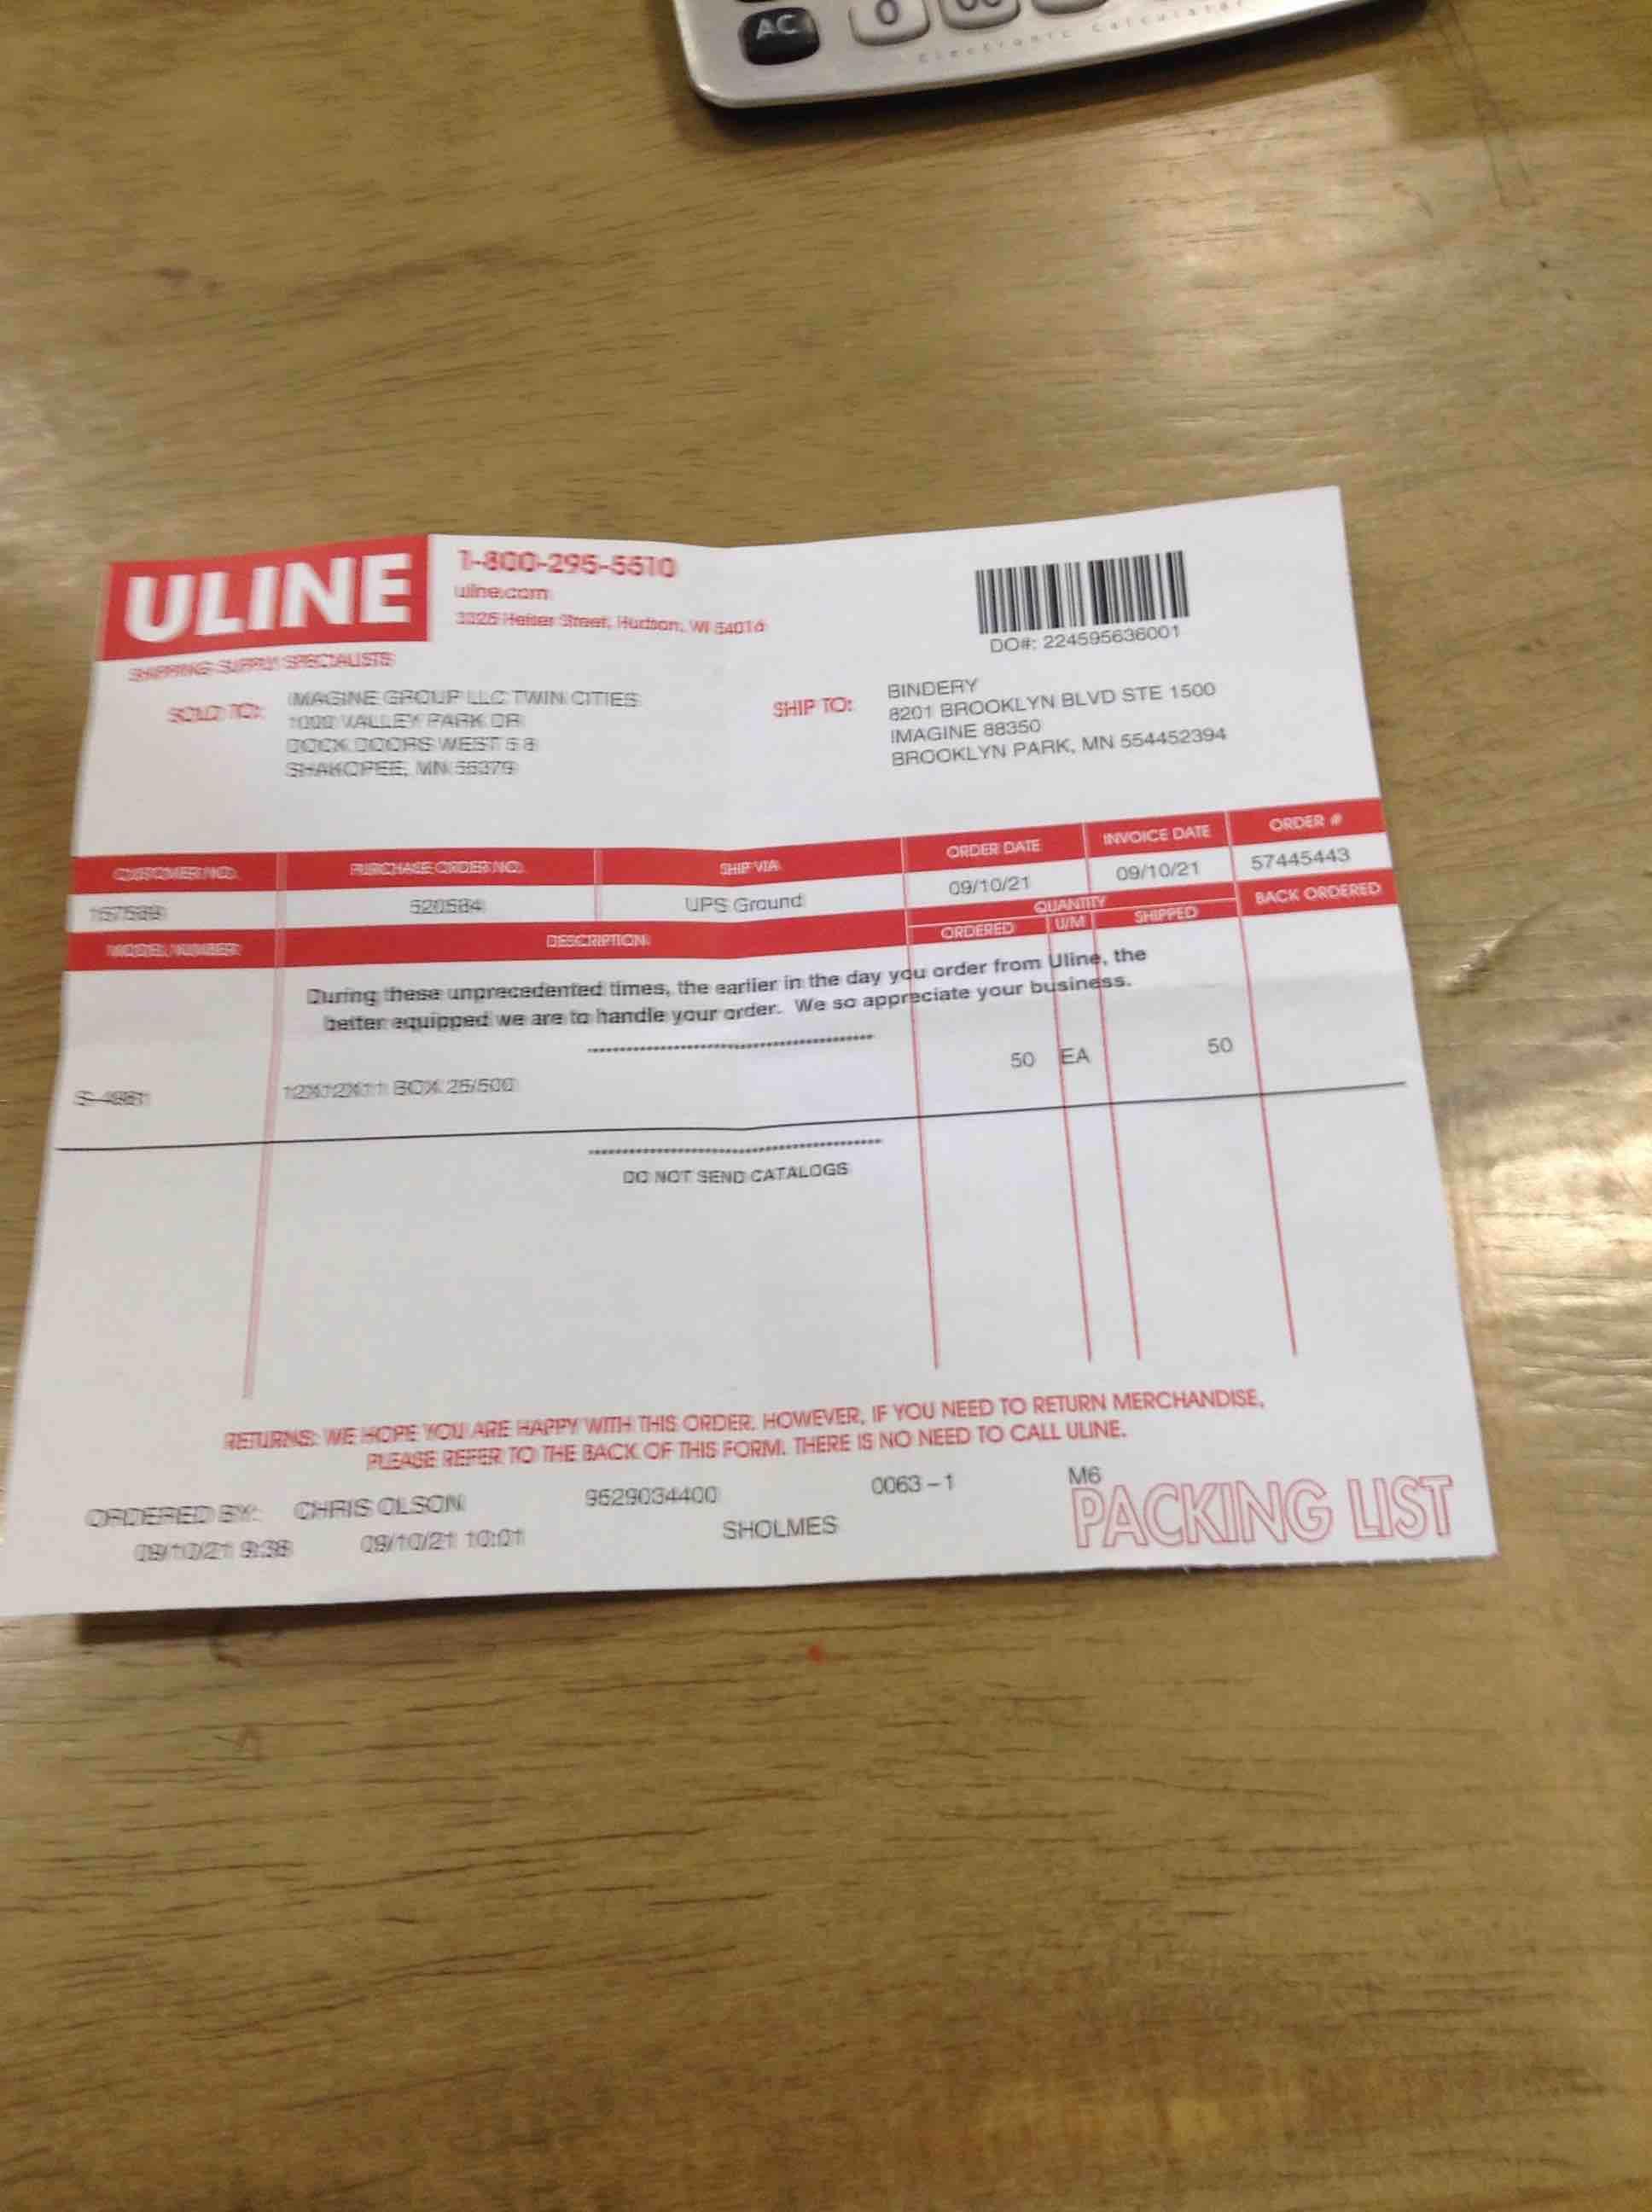 AC 0 00
Electronic Calculator
ULINE
1-800-295-5510
uline.com
Street, Hudson, WI 54016
SHIPPING SUPPLY SPECIALISTS
DO#: 224595636001
SOLD TO:
IMAGINE GROUP LLC TWIN CITIES
1000 VALLEY PARK DR
DOCK DOORS WEST 5 8
SHAKOPEE, MN 55379
SHIP TO:
BINDERY
8201 BROOKLYN BLVD STE 1500
IMAGINE 88350
BROOKLYN PARK, MN 554452394
CUSTOMER NO. PURCHASE ORDER NO. SHIP VIA ORDER DATE INVOICE DATE ORDER #
520584 UPS Ground 09/10/21 09/10/21 57445443
MODEL NUMBER DESCRIPTION QUANTITY BACK ORDERED
ORDERED U/M SHIPPED
During these unprecedented times, the earlier in the day you order from Uline, the
better equipped we are to handle your order. We so appreciate your business.
12X12X11 BOX 25/500 50 EA 50
DO NOT SEND CATALOGS
RETURNS: WE HOPE YOU ARE HAPPY WITH THIS ORDER. HOWEVER, IF YOU NEED TO RETURN MERCHANDISE,
PLEASE REFER TO THE BACK OF THIS FORM. THERE IS NO NEED TO CALL ULINE.
ORDERED BY: CHRIS OLSON 9529034400 0063-1 M6
09/10/21 9:38 09/10/21 10:01 SHOLMES
PACKING LIST